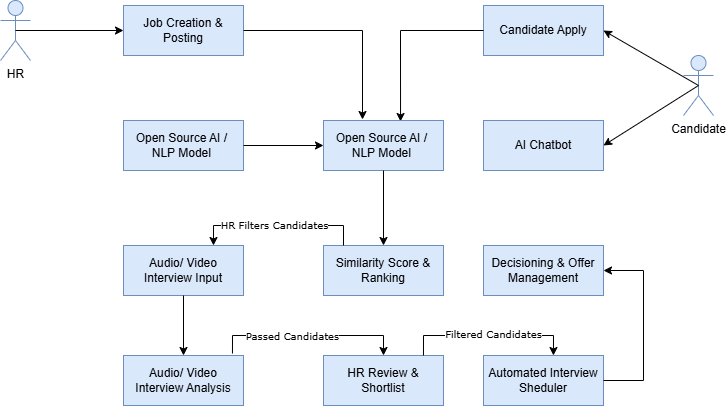 Job Creation &
Posting
Candidate Apply
HR
Candidate
Open Source AI /
NLP Model
Open Source AI /
NLP Model
AI Chatbot
HR Filters Candidates
Audio/ Video
Interview Input
Similarity Score &
Ranking
Decisioning & Offer
Management
Passed Candidates
Filtered Candidates
Audio/ Video
Interview Analysis
HR Review &
Shortlist
Automated Interview
Sheduler